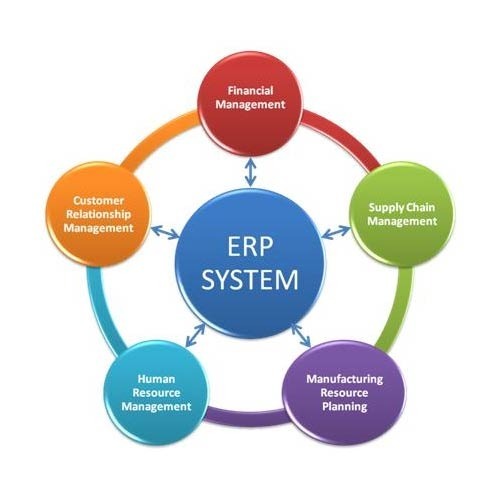 Financial
Management
Customer
Relationship
Management
Supply Chain
Management
ERP
SYSTEM
Human
Resource
Management
Manufacturing
Resource
Planning